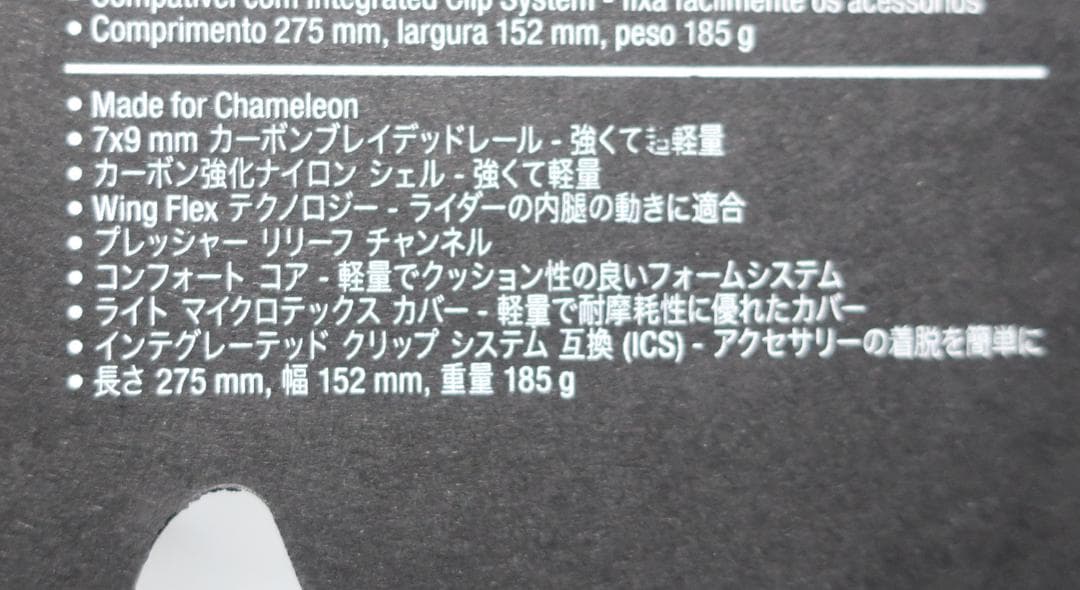 Compatível com Integrated Clip System - fixa facilmente os acessórios
• Comprimento 275 mm, largura 152 mm, peso 185 g
• Made for Chameleon
• 7x9 mm カーボンブレイデッドレール - 強くて 軽量
• カーボン強化ナイロン シェル - 強くて軽量
• Wing Flex テクノロジー - ライダーの内腿の動きに適合
• プレッシャー リリーフ チャンネル
• コンフォート コア - 軽量でクッション性の良いフォームシステム
• ライト マイクロテックス カバー - 軽量で耐摩耗性に優れたカバー
• インテグレーテッド クリップ システム 互換 (ICS) - アクセサリーの着脱を簡単に
• 長さ 275 mm, 幅 152 mm, 重量 185 g